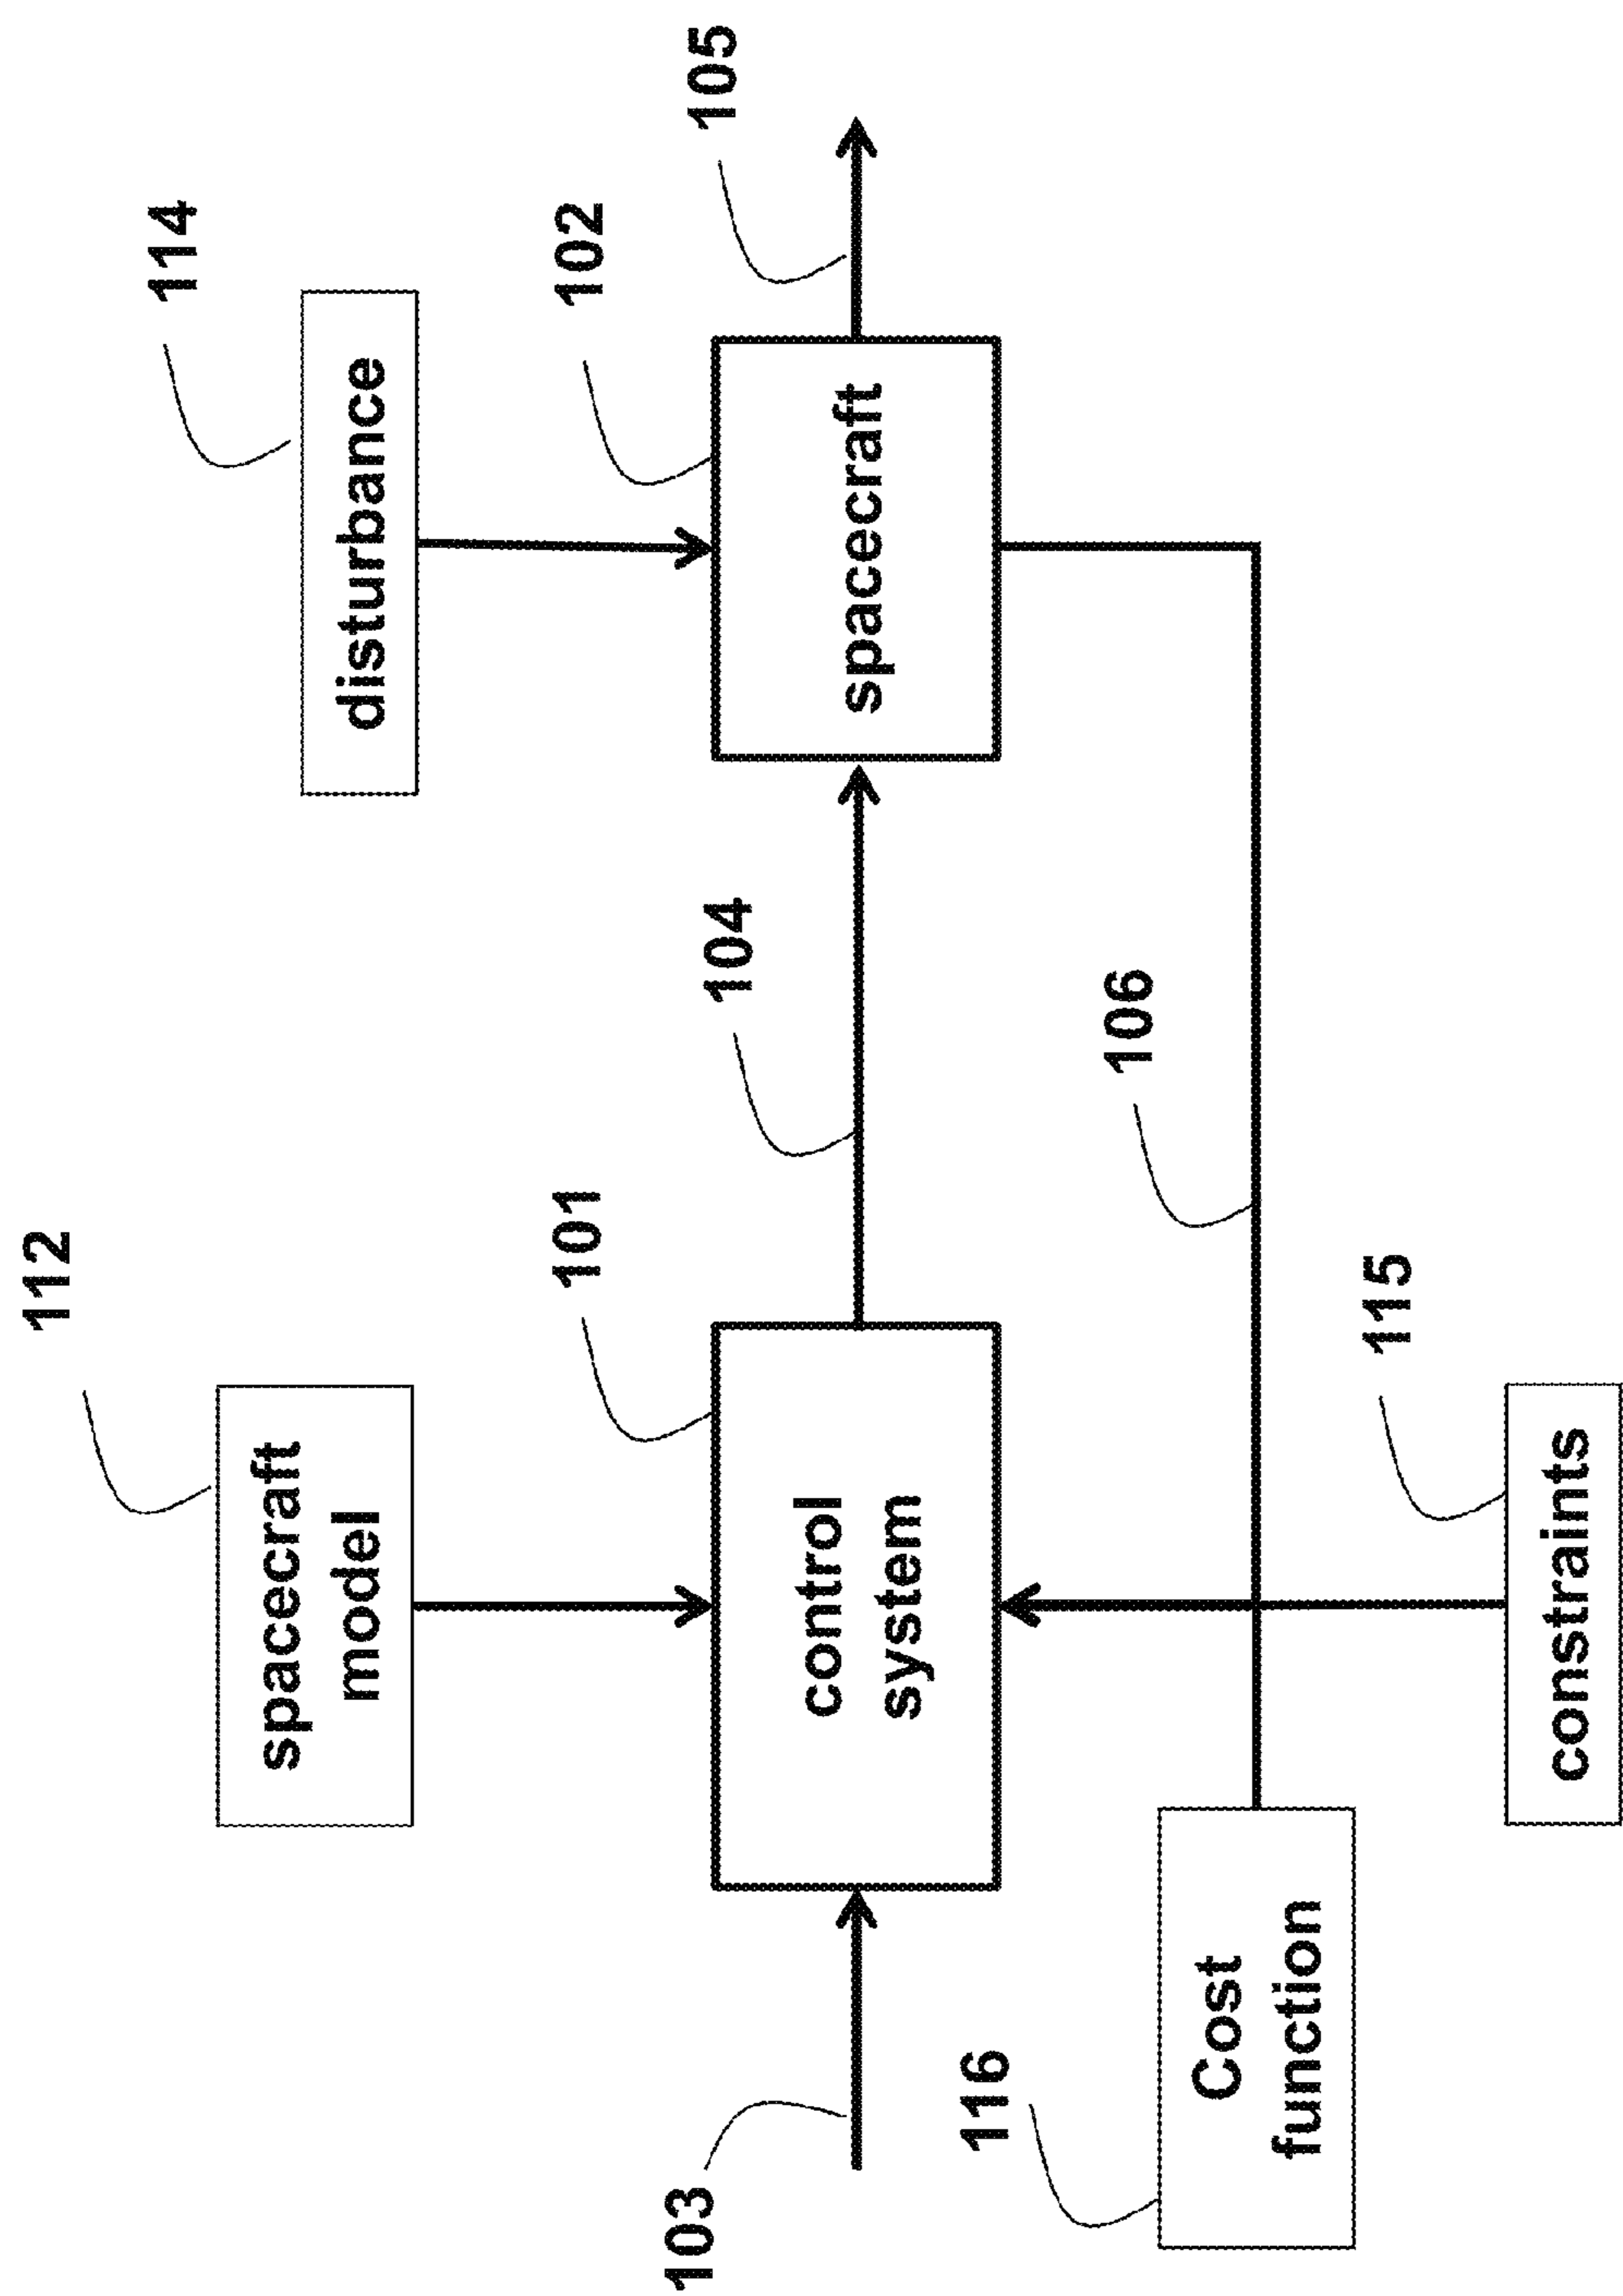 112
114
spacecraft
model
disturbance
101
102
103
104
105
control
system
spacecraft
116
106
Cost
function
115
constraints